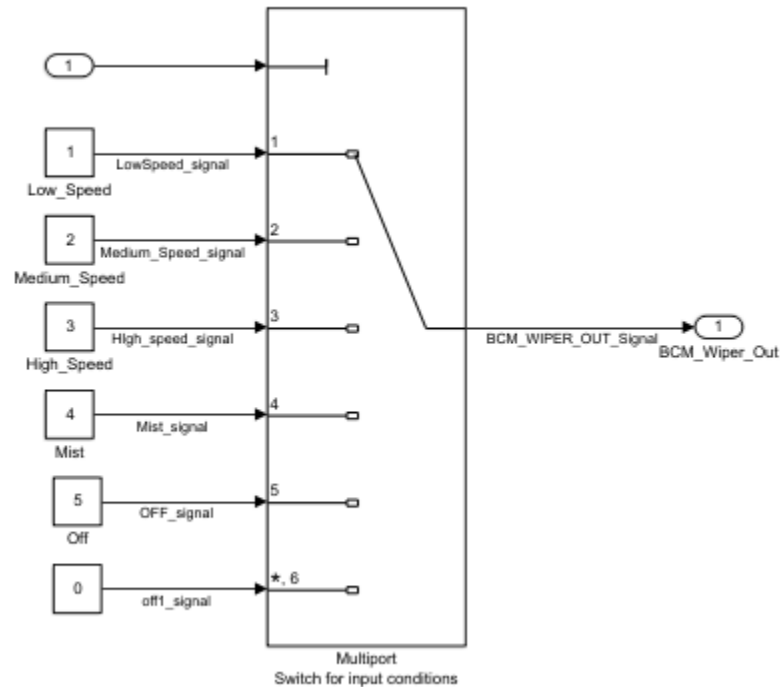 1
1
1
LowSpeed_signal
Low_Speed
2
2
Medium_Speed_signal
Medium_Speed
3
3
HIgh_speed_signal
High_Speed
BCM_WIPER_OUT_Signal
1
BCM_Wiper_Out
4
4
Mist_signal
Mist
5
5
OFF_signal
Off
0
*, 6
off1_signal
Multiport
Switch for input conditions